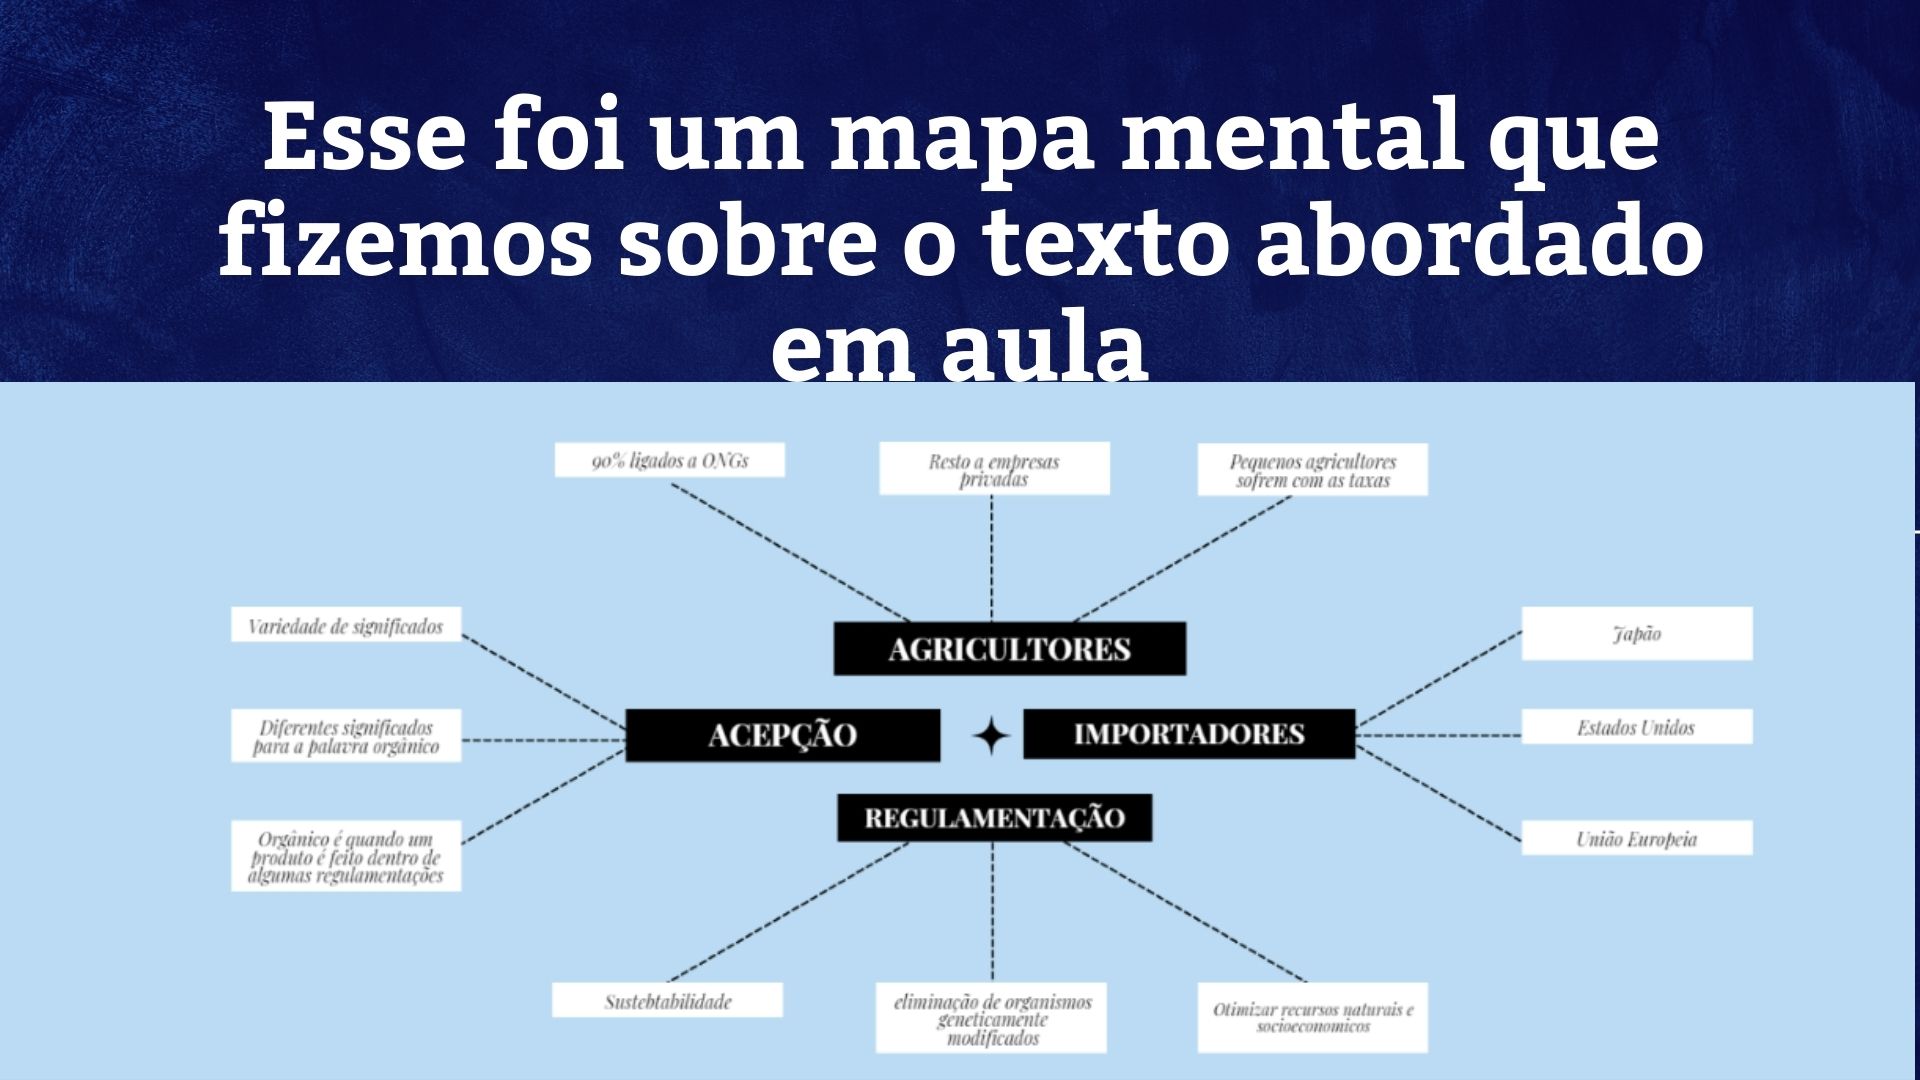 Esse foi um mapa mental que
fizemos sobre o texto abordado
em aula
90% ligados a ONGs
Resto a empresas
privadas
Pequenos agricultores
sofrem com as taxas
AGRICULTORES
Variedade de significados
Diferentes significados
para a palavra orgânico
Orgânico é quando um
produto é feito dentro de
algumas regulamentações
ACEPÇÃO
IMPORTADORES
Japão
Estados Unidos
União Europeia
REGULAMENTAÇÃO
Sustebtabilidade
eliminação de organismos
geneticamente
modificados
Otimizar recursos naturais e
socioeconomicos